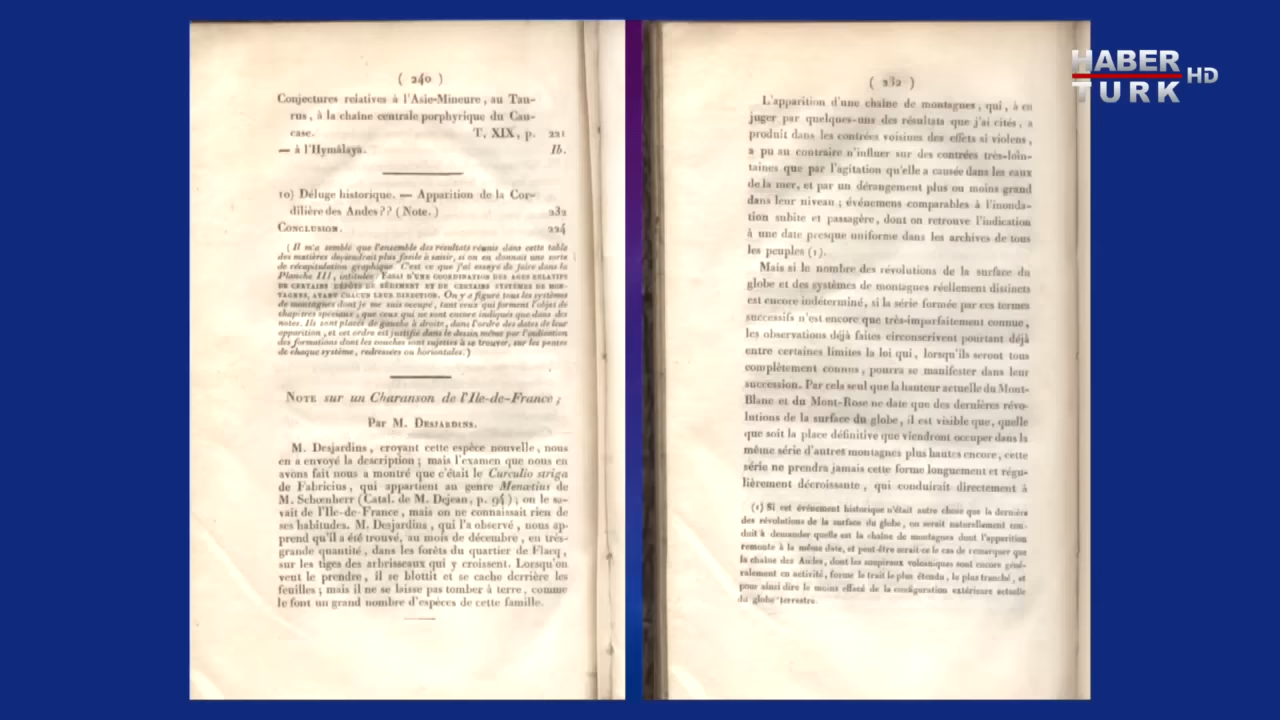 ( 240 )
Conjectures relatives à l'Asie-Mineure, au Tau-
rus, à la chaîne centrale porphyrique du Cau-
case. T. XIX, p. 221
— à l'Hymâlaya. Ib.
10) Déluge historique. — Apparition de la Cor-
dilière des Andes?? (Note.) 232
CONCLUSION. 224
(Il m'a semblé que l'ensemble des résultats réunis dans cette table
des matières deviendrait plus facile à saisir, si on en donnait une sorte
de récapitulation graphique. C'est ce que j'ai essayé de faire dans la
Planche III, intitulée: ESSAI D'UNE COORDINATION DES AGES RELATIFS
DE CERTAINS DÉPÔTS DE SÉDIMENT ET DE CERTAINS SYSTÈMES DE MON-
TAGNES, AYANT CHACUN LEUR DIRECTION. On y a figuré tous les systèmes
de montagnes dont je me suis occupé, tant ceux qui forment l'objet de
chapitres spéciaux, que ceux qui ne sont encore indiqués que dans des
notes. Ils sont placés de gauche à droite, dans l'ordre des dates de leur
apparition, et cet ordre est justifié dans le dessin même par l'indication
des formations dont les couches sont sujettes à se trouver, sur les pentes
de chaque système, redressées ou horizontales.)
NOTE sur un Charanson de l'Ile-de-France;
Par M. DESJARDINS.
M. Desjardins, croyant cette espèce nouvelle, nous
en a envoyé la description; mais l'examen que nous en
avons fait nous a montré que c'était le Curculio striga
de Fabricius, qui appartient au genre Menœtius de
M. Schœnherr (Catal. de M. Dejean, p. 94); on le sa-
vait de l'Ile-de-France, mais on ne connaissait rien de
ses habitudes. M. Desjardins, qui l'a observé, nous ap-
prend qu'il a été trouvé, au mois de décembre, en très-
grande quantité, dans les forêts du quartier de Flacq,
sur les tiges des arbrisseaux qui y croissent. Lorsqu'on
veut le prendre, il se blottit et se cache derrière les
feuilles; mais il ne se laisse pas tomber à terre, comme
le font un grand nombre d'espèces de cette famille.
( 232 )
L'apparition d'une chaîne de montagnes, qui, à en
juger par quelques-uns des résultats que j'ai cités, a
produit dans les contrées voisines des effets si violens,
a pu au contraire n'influer sur des contrées très-loin-
taines que par l'agitation qu'elle a causée dans les eaux
de la mer, et par un dérangement plus ou moins grand
dans leur niveau; événemens comparables à l'inonda-
tion subite et passagère, dont on retrouve l'indication
à une date presque uniforme dans les archives de tous
les peuples (1).
Mais si le nombre des révolutions de la surface du
globe et des systèmes de montagnes réellement distincts
est encore indéterminé, si la série formée par ces termes
successifs n'est encore que très-imparfaitement connue,
les observations déjà faites circonscrivent pourtant déjà
entre certaines limites la loi qui, lorsqu'ils seront tous
complètement connus, pourra se manifester dans leur
succession. Par cela seul que la hauteur actuelle du Mont-
Blanc et du Mont-Rose ne date que des dernières révo-
lutions de la surface du globe, il est visible que, quelle
que soit la place définitive que viendront occuper dans la
même série d'autres montagnes plus hautes encore, cette
série ne prendra jamais cette forme longuement et régu-
lièrement décroissante, qui conduirait directement à
(1) Si cet événement historique n'était autre chose que la dernière
des révolutions de la surface du globe, on serait naturellement con-
duit à demander quelle est la chaîne de montagnes dont l'apparition
remonte à la même date, et peut-être serait-ce le cas de remarquer que
la chaîne des Andes, dont les soupiraux volcaniques sont encore géné-
ralement en activité, forme le trait le plus étendu, le plus tranché, et
pour ainsi dire le moins effacé de la configuration extérieure actuelle
du globe terrestre.
HABER
TURK HD